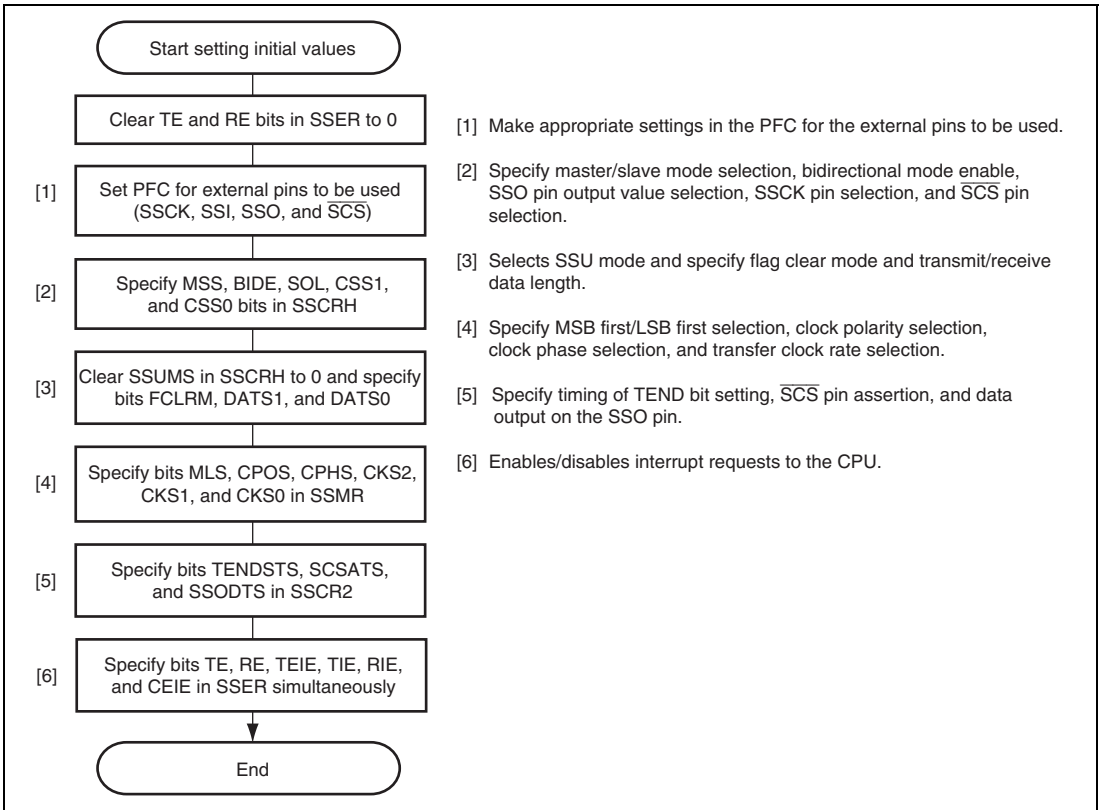 Start setting initial values
Clear TE and RE bits in SSER to 0
[1]
Set PFC for external pins to be used
(SSCK, SSI, SSO, and SCS)
[2]
Specify MSS, BIDE, SOL, CSS1,
and CSS0 bits in SSCRH
[3]
Clear SSUMS in SSCRH to 0 and specify
bits FCLRM, DATS1, and DATS0
[4]
Specify bits MLS, CPOS, CPHS, CKS2,
CKS1, and CKS0 in SSMR
[5]
Specify bits TENDSTS, SCSATS,
and SSODTS in SSCR2
[6]
Specify bits TE, RE, TEIE, TIE, RIE,
and CEIE in SSER simultaneously
End
[1] Make appropriate settings in the PFC for the external pins to be used.
[2] Specify master/slave mode selection, bidirectional mode enable,
SSO pin output value selection, SSCK pin selection, and SCS pin
selection.
[3] Selects SSU mode and specify flag clear mode and transmit/receive
data length.
[4] Specify MSB first/LSB first selection, clock polarity selection,
clock phase selection, and transfer clock rate selection.
[5] Specify timing of TEND bit setting, SCS pin assertion, and data
output on the SSO pin.
[6] Enables/disables interrupt requests to the CPU.